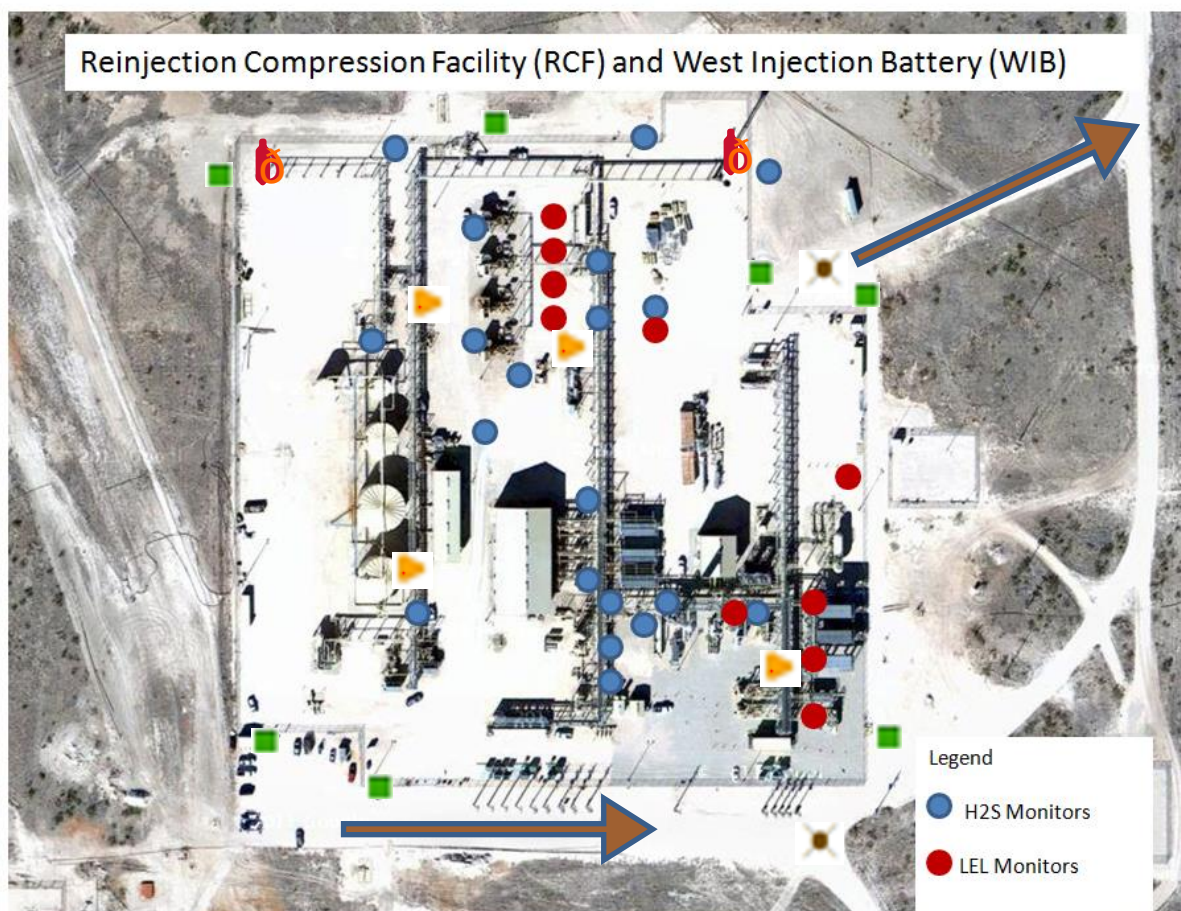 Reinjection Compression Facility (RCF) and West Injection Battery (WIB)
Legend
H2S Monitors
LEL Monitors